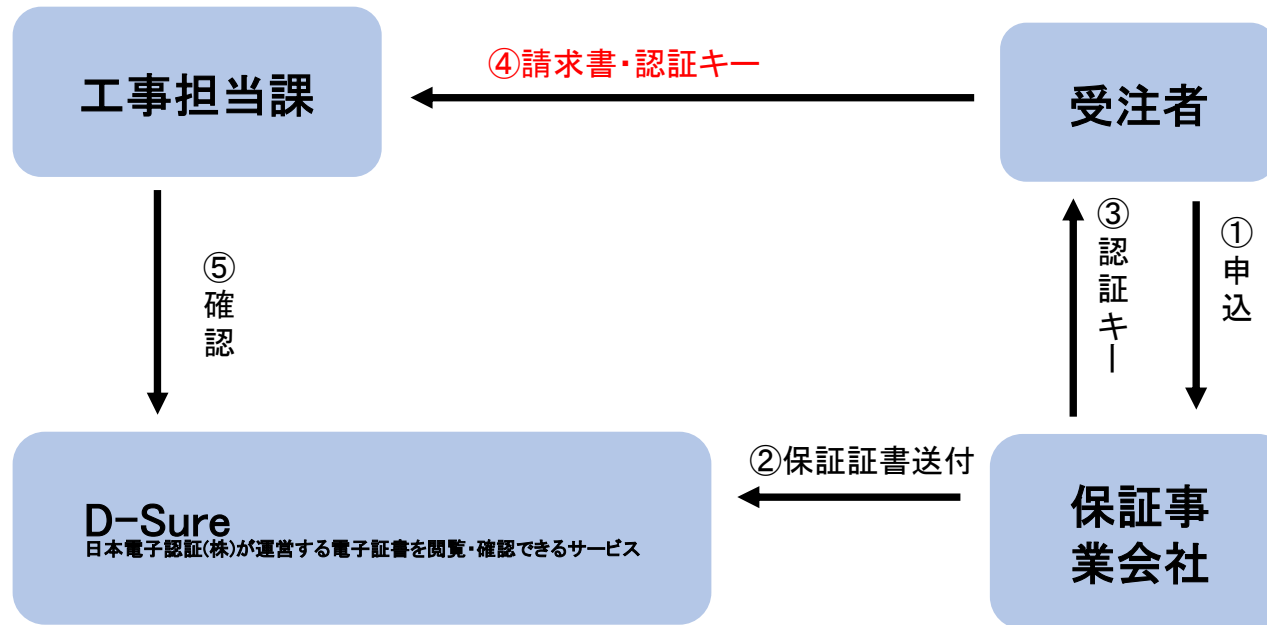 ④請求書・認証キー
工事担当課
受注者
③認証キー
①申込
⑤確認
②保証証書送付
D-Sure
日本電子認証(株)が運営する電子証書を閲覧・確認できるサービス
保証事
業会社